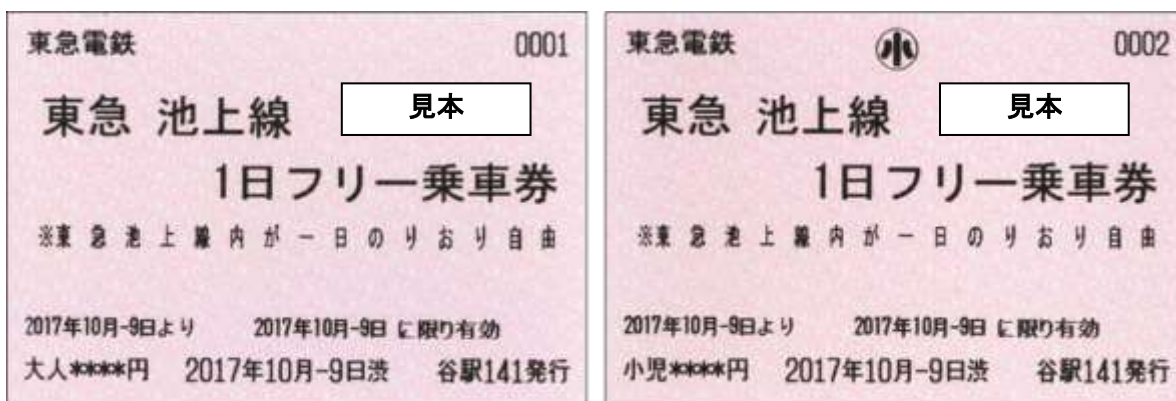 東急電鉄 0001
東急 池上線 見本
1日フリー乗車券
※東急池上線内が一日のりおり自由
2017年10月-9日より 2017年10月-9日 に限り有効
大人****円 2017年10月-9日渋 谷駅141発行
東急電鉄 小 0002
東急 池上線 見本
1日フリー乗車券
※東急池上線内が一日のりおり自由
2017年10月-9日より 2017年10月-9日 に限り有効
小児****円 2017年10月-9日渋 谷駅141発行